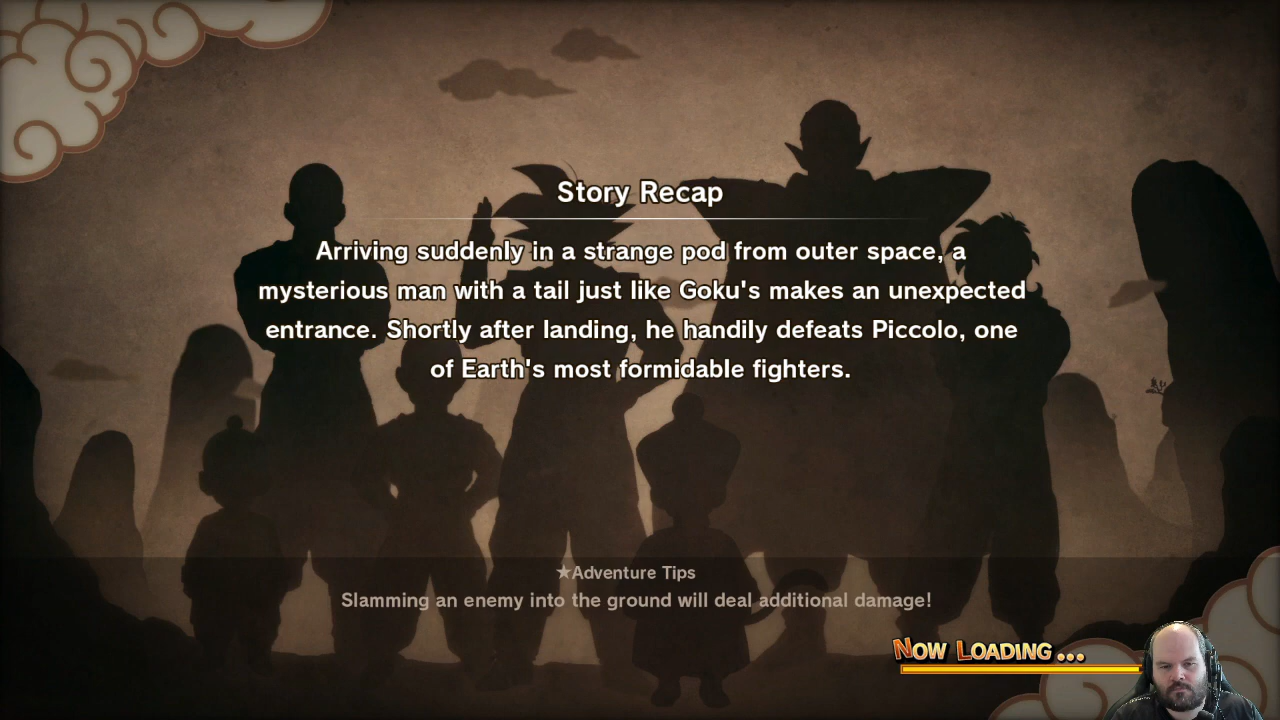 Story Recap
Arriving suddenly in a strange pod from outer space, a
mysterious man with a tail just like Goku's makes an unexpected
entrance. Shortly after landing, he handily defeats Piccolo, one
of Earth's most formidable fighters.
★Adventure Tips
Slamming an enemy into the ground will deal additional damage!
NOW LOADING...